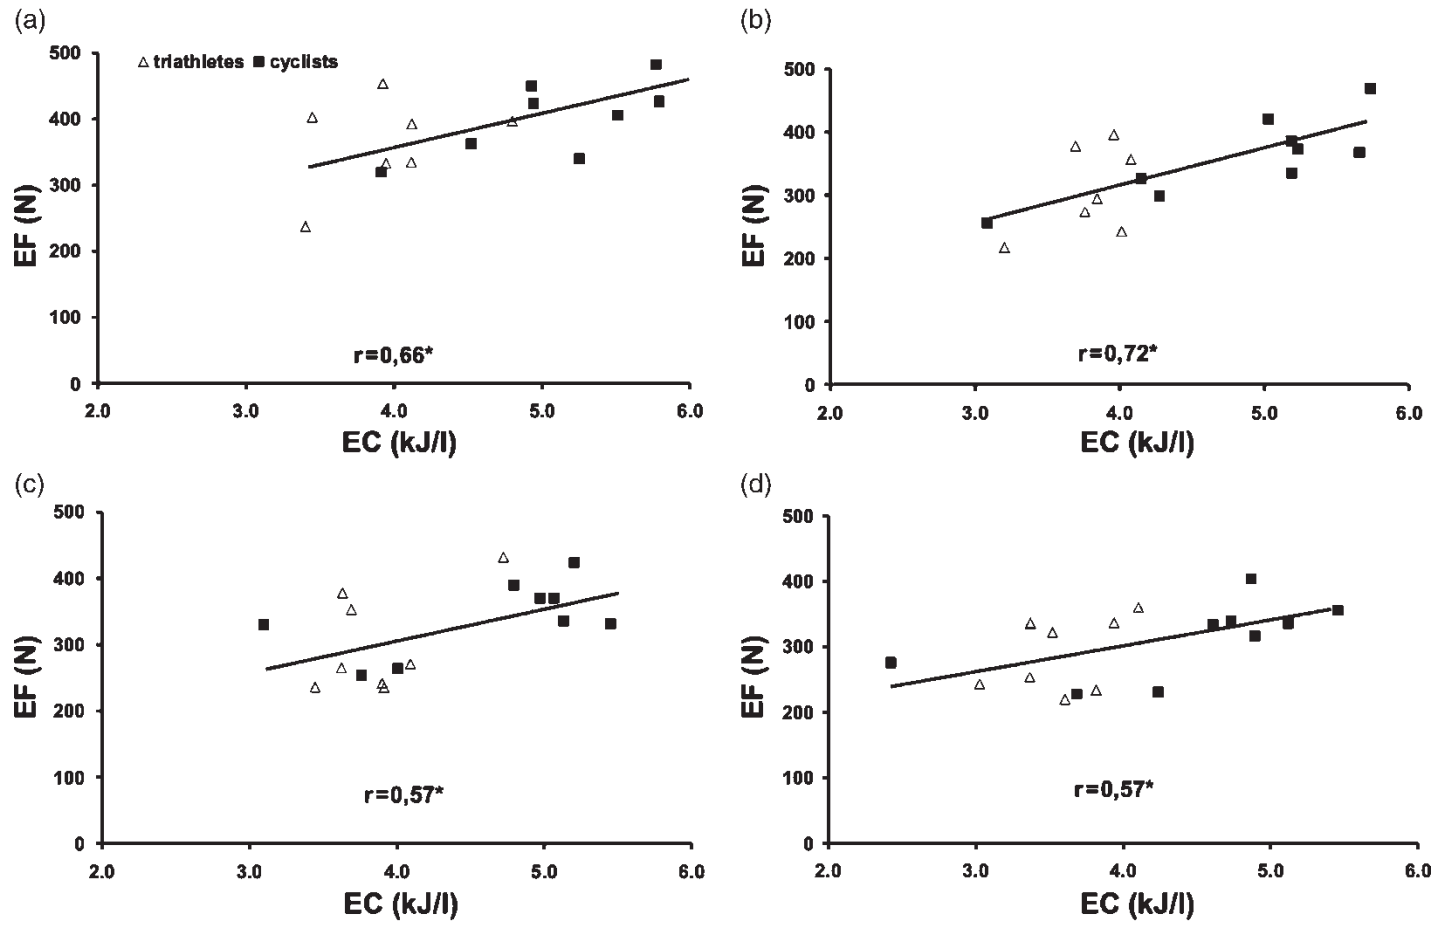 (a)
500
△ triathletes ■ cyclists
400
300
200
100
0
EF (N)
r=0,66*
2.0 3.0 4.0 5.0 6.0
EC (kJ/l)
(b)
500
400
300
200
100
0
EF (N)
r=0,72*
2.0 3.0 4.0 5.0 6.0
EC (kJ/l)
(c)
500
400
300
200
100
0
EF (N)
r=0,57*
2.0 3.0 4.0 5.0 6.0
EC (kJ/l)
(d)
500
400
300
200
100
0
EF (N)
r=0,57*
2.0 3.0 4.0 5.0 6.0
EC (kJ/l)